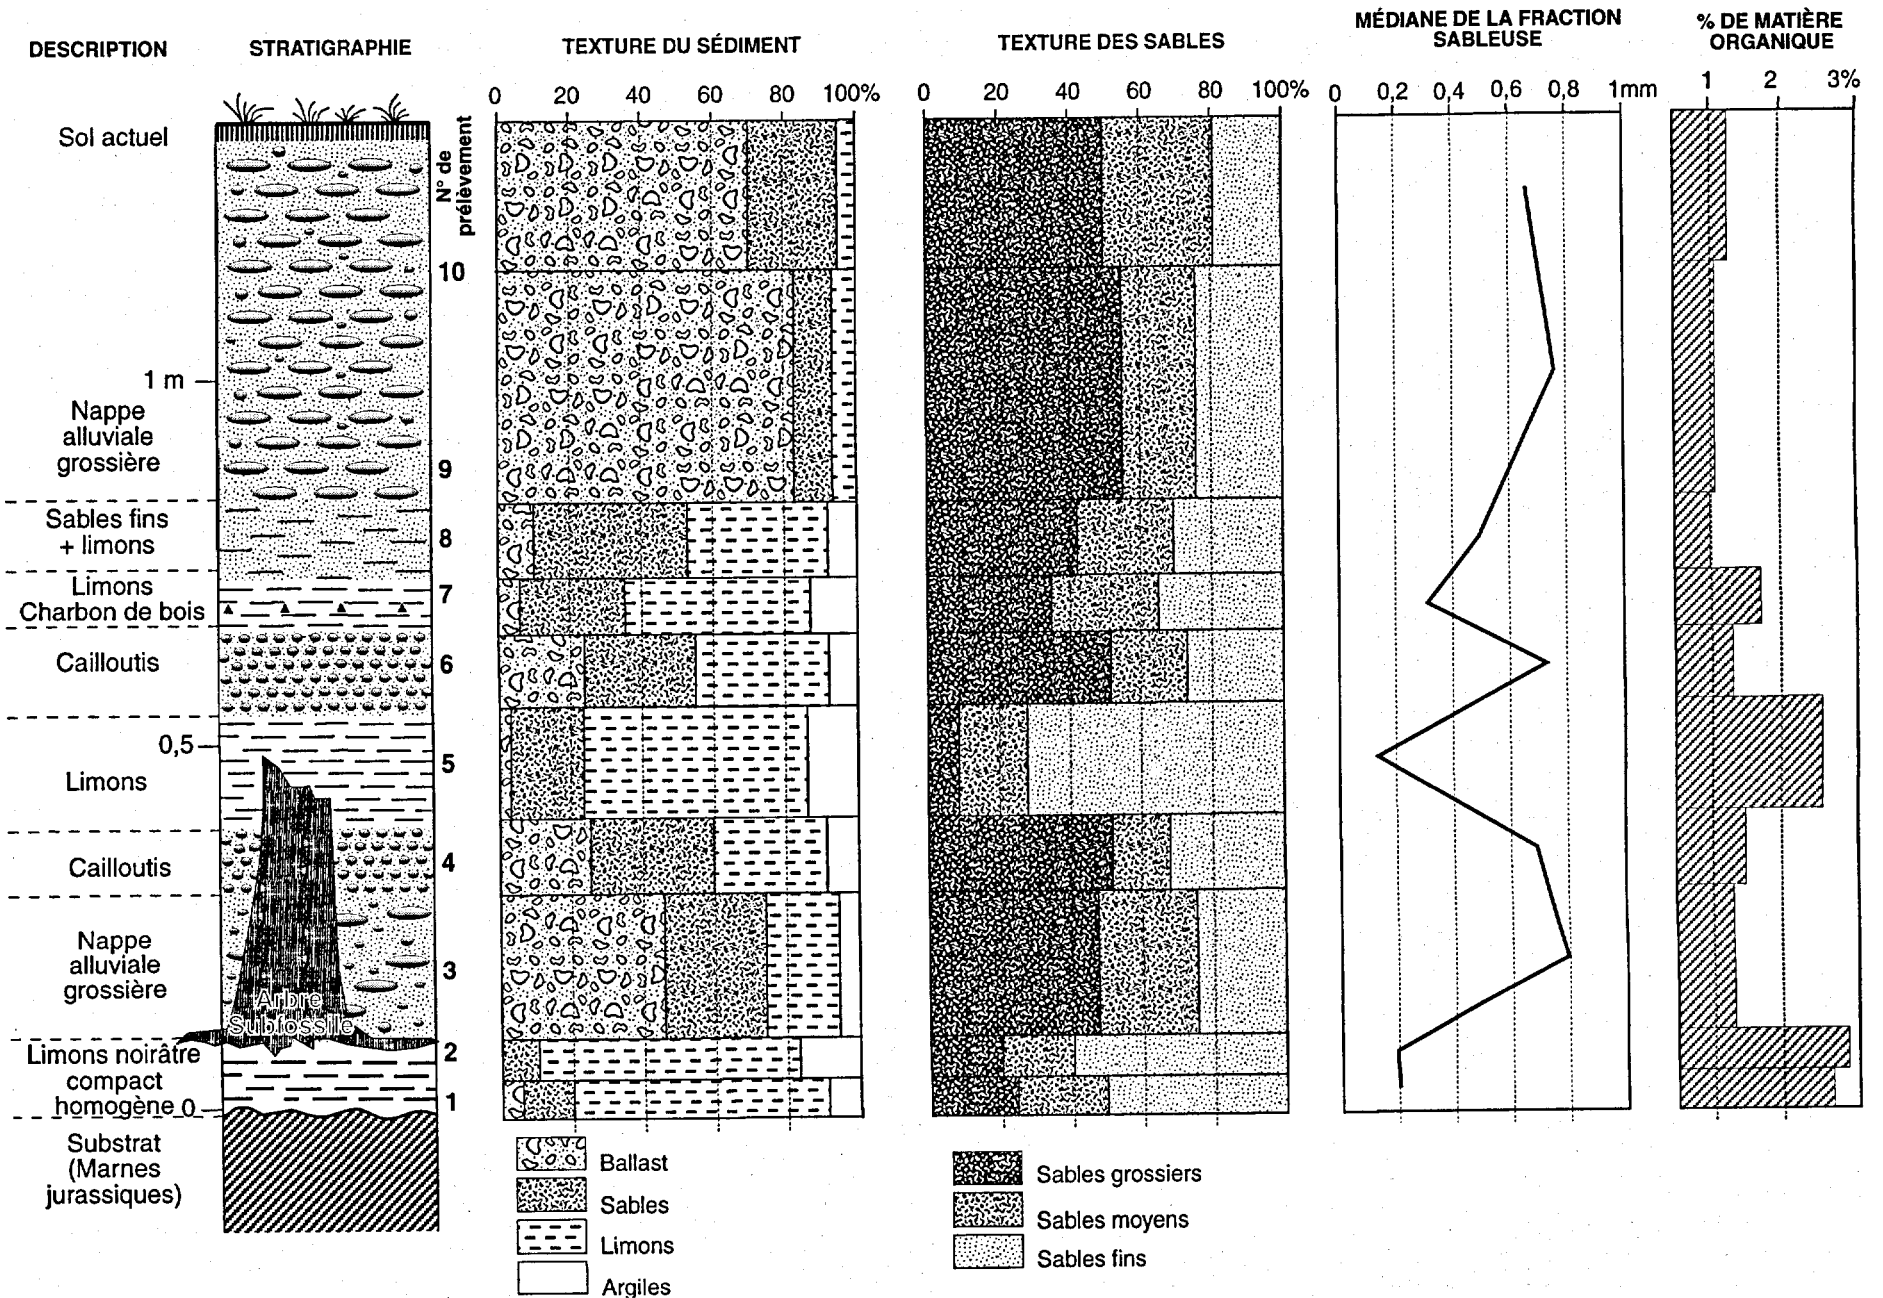 DESCRIPTION
STRATIGRAPHIE
TEXTURE DU SÉDIMENT
TEXTURE DES SABLES
MÉDIANE DE LA FRACTION
SABLEUSE
% DE MATIÈRE
ORGANIQUE
0 20 40 60 80 100%
0 20 40 60 80 100%
0 0,2 0,4 0,6 0,8 1mm
1 2 3%
N° de
prélèvement
Sol actuel
10
1 m
Nappe
alluviale
grossière
9
Sables fins
+ limons
8
Limons
Charbon de bois
7
Cailloutis
6
0,5
Limons
5
Cailloutis
4
Nappe
alluviale
grossière
3
Arbre
Subfossile
Limons noirâtre
compact
homogène
2
0
1
Substrat
(Marnes
jurassiques)
Ballast
Sables
Limons
Argiles
Sables grossiers
Sables moyens
Sables fins